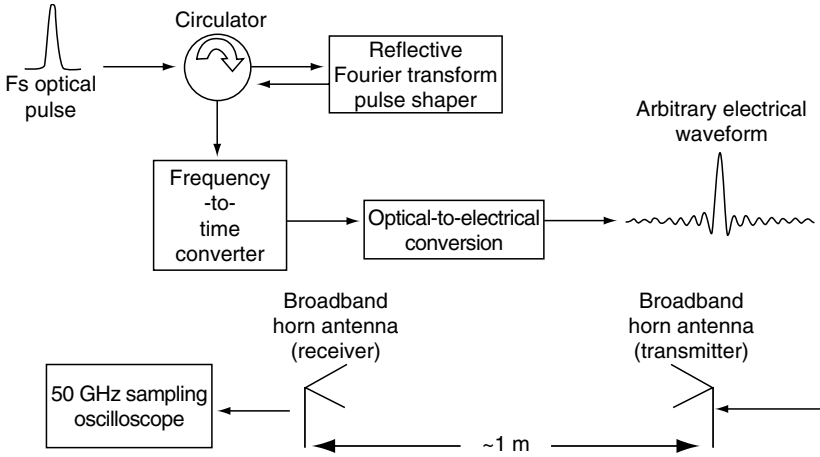 Circulator
Fs optical
pulse
Reflective
Fourier transform
pulse shaper
Arbitrary electrical
waveform
Frequency
-to-
time
converter
Optical-to-electrical
conversion
Broadband
horn antenna
(receiver)
Broadband
horn antenna
(transmitter)
50 GHz sampling
oscilloscope
~1 m